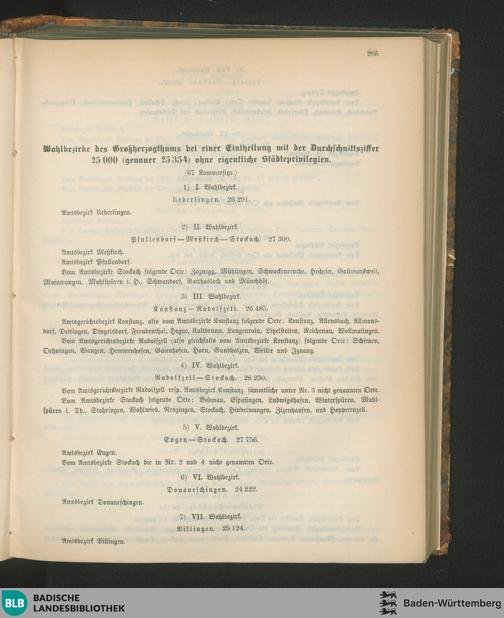 265
Wahlbezirke des Großherzogthums bei einer Eintheilung mit der Durchschnittsziffer
25 000 (genauer 25 354) ohne eigentliche Städteprivilegien.
(67 Kammersitze.)
1) I. Wahlbezirk.
Ueberlingen. 26 291.
Amtsbezirk Ueberlingen.
2) II. Wahlbezirk.
Pfullendorf—Meßkirch—Stockach. 27 300.
Amtsbezirk Meßkirch.
Amtsbezirk Pfullendorf.
Vom Amtsbezirke Stockach folgende Orte: Zoznegg, Mühlingen, Schwackenreuthe, Hecheln, Gallmannsweil,
Mainwangen, Mahlspüren i. H., Schwandorf, Raithaslach und Münchhöf.
3) III. Wahlbezirk.
Konstanz—Radolfzell. 26 485.
Amtsgerichtsbezirk Konstanz, also vom Amtsbezirke Konstanz folgende Orte: Konstanz, Allensbach, Allmans-
dorf, Dettingen, Dingelsdorf, Freudenthal, Hegne, Kaltbrunn, Langenrain, Litzelstetten, Reichenau, Wollmatingen.
Vom Amtsgerichtsbezirke Radolfzell (also gleichfalls vom Amtsbezirke Konstanz) folgende Orte: Schienen,
Oehningen, Wangen, Hemmenhofen, Gaienhofen, Horn, Gundholzen, Weiler und Iznang.
4) IV. Wahlbezirk.
Radolfzell—Stockach. 26 230.
Vom Amtsgerichtsbezirke Radolfzell resp. Amtsbezirk Konstanz sämmtliche unter Nr. 3 nicht genannten Orte.
Vom Amtsbezirke Stockach folgende Orte: Bodman, Espasingen, Ludwigshafen, Winterspüren, Mahl-
spüren i. Th., Stahringen, Wahlwies, Nenzingen, Stockach, Hindelwangen, Zizenhausen, und Hoppetenzell.
5) V. Wahlbezirk.
Engen—Stockach. 27 756.
Amtsbezirk Engen.
Vom Amtsbezirke Stockach die in Nr. 2 und 4 nicht genannten Orte.
6) VI. Wahlbezirk.
Donaueschingen. 24 222.
Amtsbezirk Donaueschingen.
7) VII. Wahlbezirk.
Villingen. 25 124.
Amtsbezirk Villingen.
BLB BADISCHE
LANDESBIBLIOTHEK
Baden-Württemberg